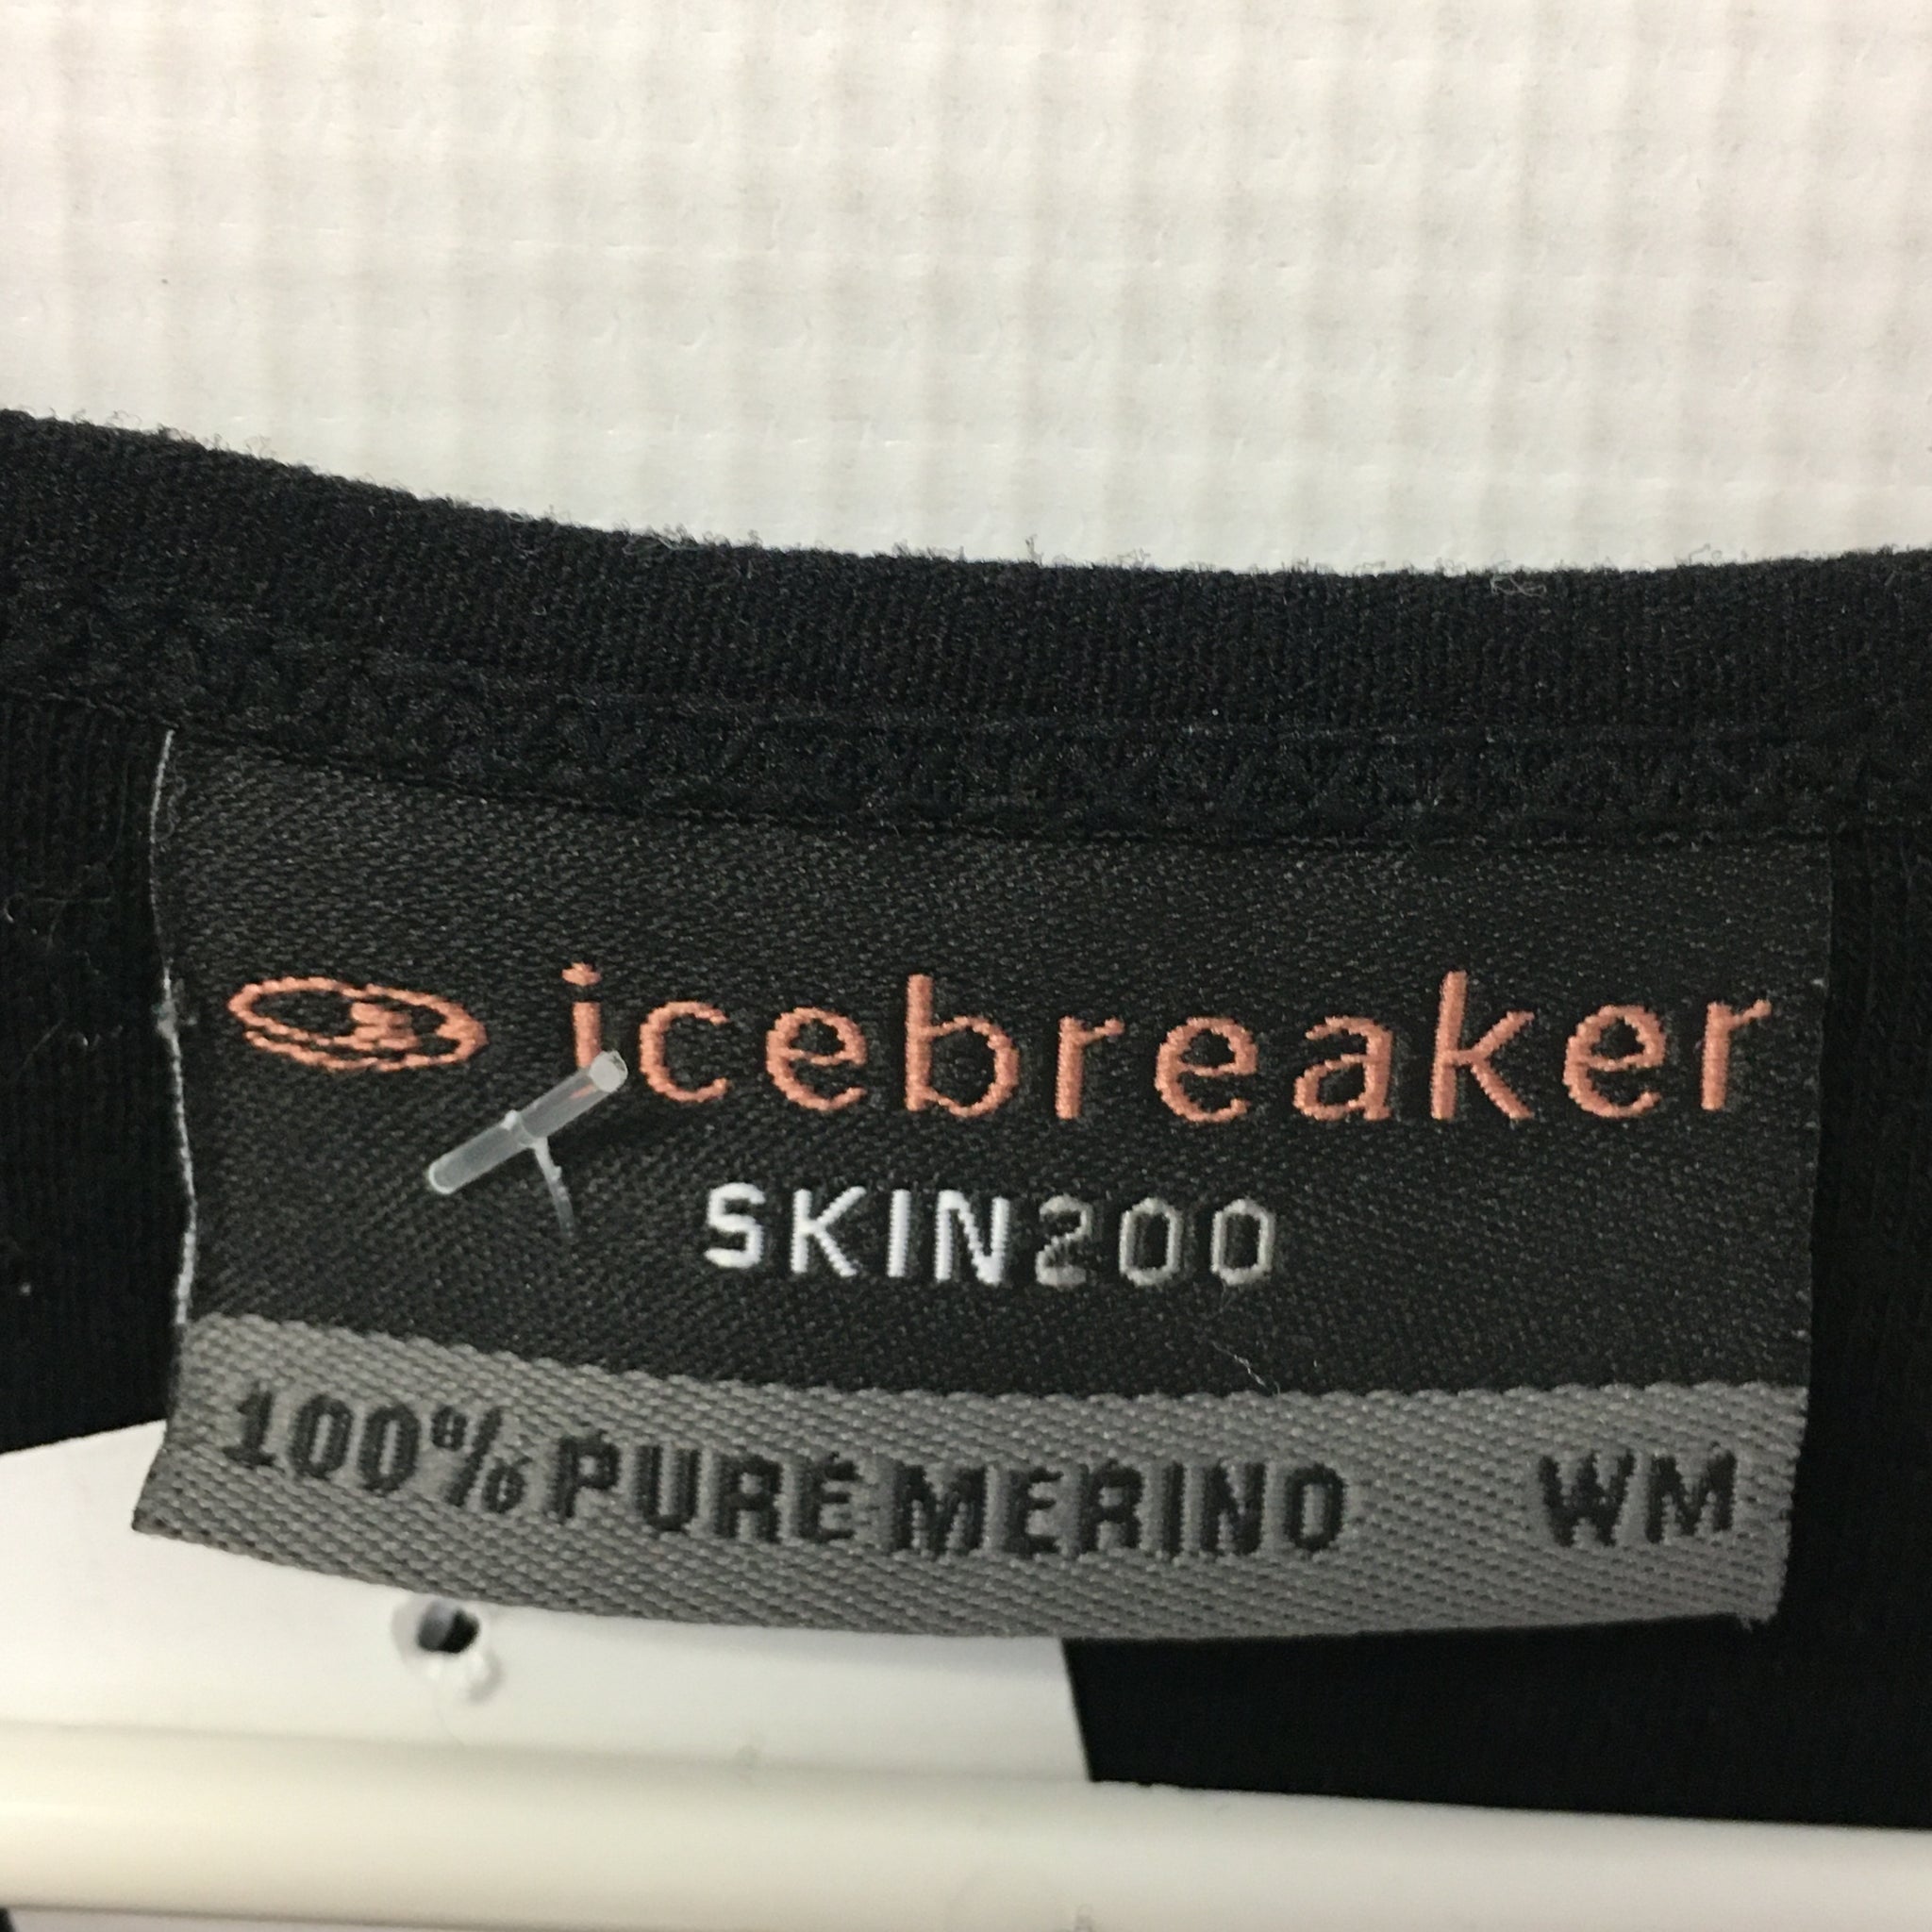 icebreaker
SKIN200
100% PURE MERINO WM